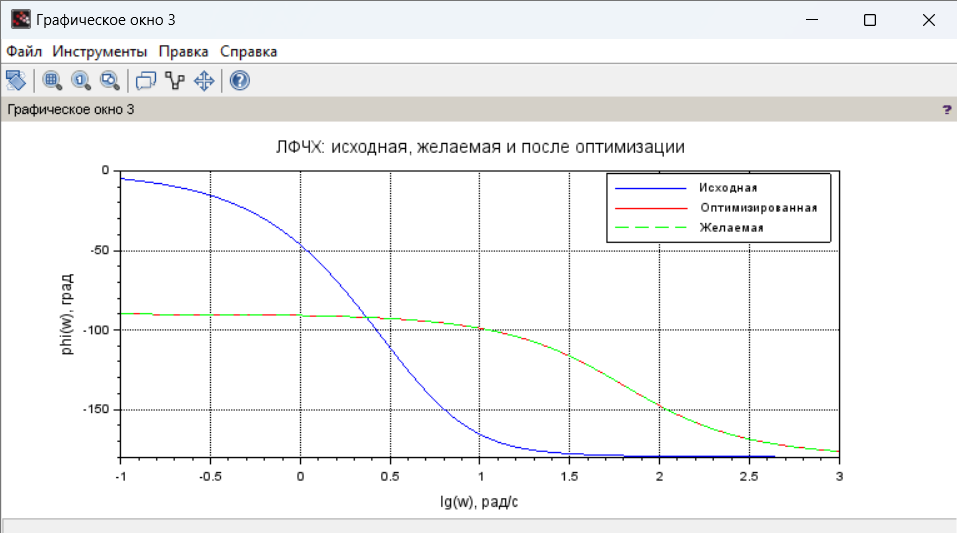 Графическое окно 3
Файл Инструменты Правка Справка
Графическое окно 3 ?
ЛФЧХ: исходная, желаемая и после оптимизации
Исходная
Оптимизированная
Желаемая
phi(w), град
0
-50
-100
-150
-1 -0.5 0 0.5 1 1.5 2 2.5 3
lg(w), рад/с